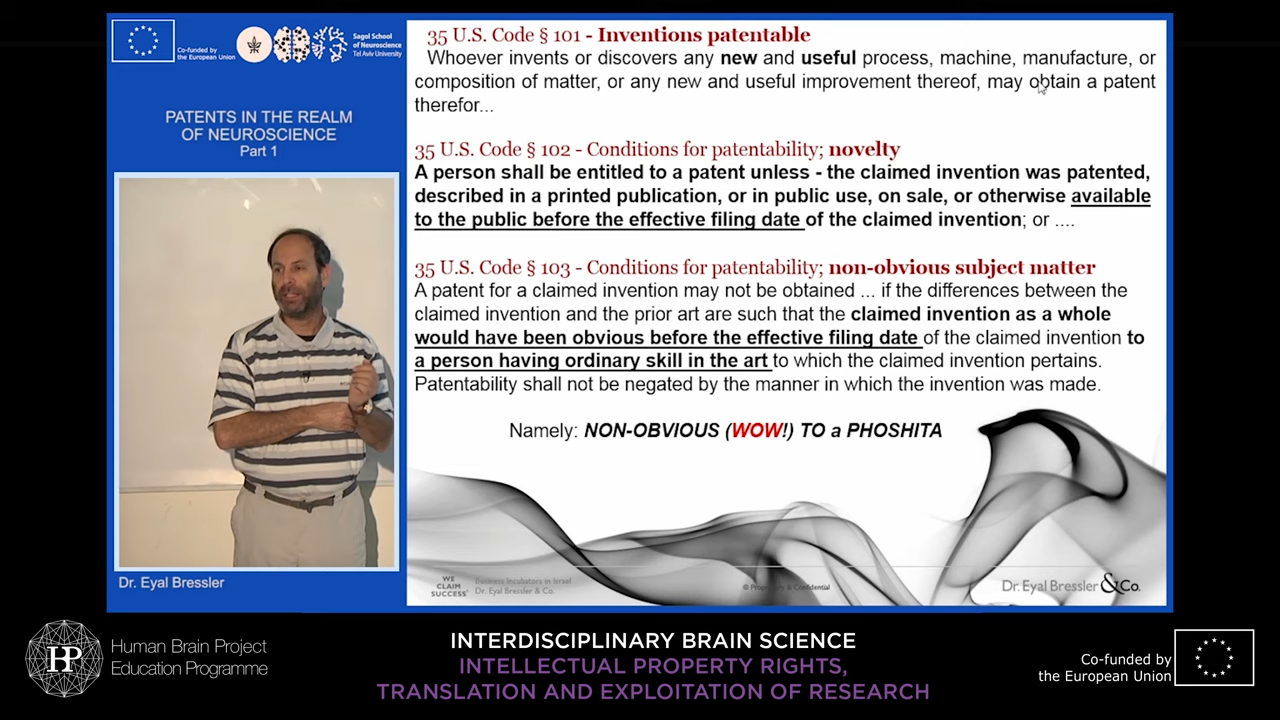 Co-funded by
the European Union
Sagol School
of Neuroscience
Tel Aviv University
PATENTS IN THE REALM
OF NEUROSCIENCE
Part 1
Dr. Eyal Bressler
35 U.S. Code § 101 - Inventions patentable
Whoever invents or discovers any new and useful process, machine, manufacture, or
composition of matter, or any new and useful improvement thereof, may obtain a patent
therefor...
35 U.S. Code § 102 - Conditions for patentability; novelty
A person shall be entitled to a patent unless - the claimed invention was patented,
described in a printed publication, or in public use, on sale, or otherwise available
to the public before the effective filing date of the claimed invention; or ....
35 U.S. Code § 103 - Conditions for patentability; non-obvious subject matter
A patent for a claimed invention may not be obtained ... if the differences between the
claimed invention and the prior art are such that the claimed invention as a whole
would have been obvious before the effective filing date of the claimed invention to
a person having ordinary skill in the art to which the claimed invention pertains.
Patentability shall not be negated by the manner in which the invention was made.
Namely: NON-OBVIOUS (WOW!) TO a PHOSHITA
WE
CLAIM
SUCCESS
Business Incubators in Israel
Dr. Eyal Bressler & Co.
© Proprietary & Confidential
Dr. Eyal Bressler & Co.
HP
Human Brain Project
Education Programme
INTERDISCIPLINARY BRAIN SCIENCE
INTELLECTUAL PROPERTY RIGHTS,
TRANSLATION AND EXPLOITATION OF RESEARCH
Co-funded by
the European Union